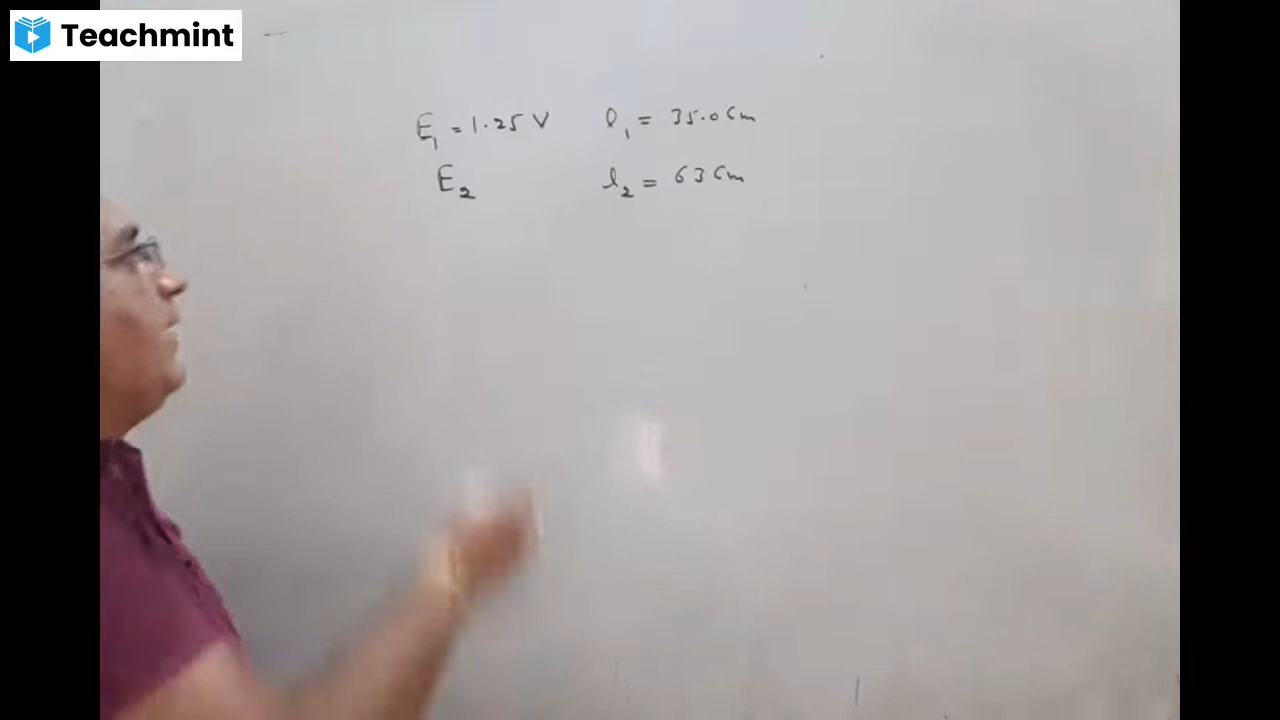 Teachmint
E₁ = 1.25 V l₁ = 35.0 cm
E₂ l₂ = 63 cm